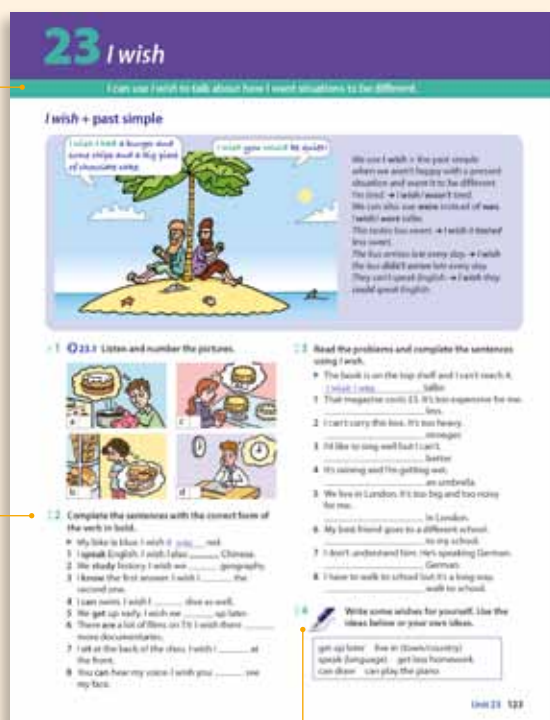 23 I wish
I can use I wish to talk about how I want situations to be different.
I wish + past simple
I wish I had a burger and
some chips and a big piece
of chocolate cake.
I wish you would be quiet!
We use I wish + the past simple
when we aren't happy with a present
situation and want it to be different.
I'm tired. → I wish I wasn't tired.
We can also use were instead of was.
I wish I were taller.
This tastes too sweet. → I wish it tasted
less sweet.
The bus arrives late every day. → I wish
the bus didn't arrive late every day.
They can't speak English. → I wish they
could speak English.
1 23.1 Listen and number the pictures.
a
c
b
d
2 Complete the sentences with the correct form of
the verb in bold.
▸ My bike is blue. I wish it was red.
1 I speak English. I wish I also ______ Chinese.
2 We study history. I wish we ______ geography.
3 I know the first answer. I wish I ______ the
second one.
4 I can swim. I wish I ______ dive as well.
5 We get up early. I wish we ______ up later.
6 There are a lot of films on TV. I wish there ______
more documentaries.
7 I sit at the back of the class. I wish I ______ at
the front.
8 You can hear my voice. I wish you ______ see
my face.
3 Read the problems and complete the sentences
using I wish.
▸ The book is on the top shelf and I can't reach it.
I wish I was taller.
1 That magazine costs £5. It's too expensive for me.
______ less.
2 I can't carry this box. It's too heavy.
______ stronger.
3 I'd like to sing well but I can't.
______ better.
4 It's raining and I'm getting wet.
______ an umbrella.
5 We live in London. It's too big and too noisy
for me.
______ in London.
6 My best friend goes to a different school.
______ to my school.
7 I don't understand him. He's speaking German.
______ German.
8 I have to walk to school but it's a long way.
______ walk to school.
4 Write some wishes for yourself. Use the
ideas below or your own ideas.
get up later live in (town/country)
speak (language) get less homework
can draw can play the piano
Unit 23 123